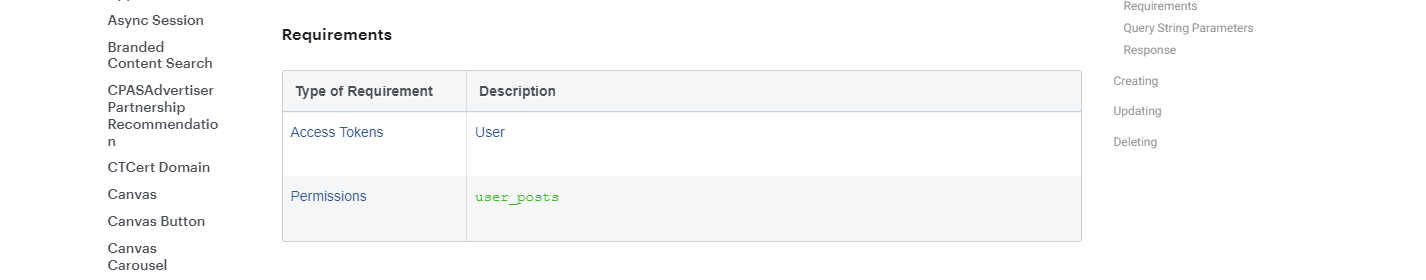 Async Session
Branded
Content Search
CPASAdvertiser
Partnership
Recommendatio
n
CTCert Domain
Canvas
Canvas Button
Canvas
Carousel
Requirements
Type of Requirement Description
Access Tokens User
Permissions user_posts
Requirements
Query String Parameters
Response
Creating
Updating
Deleting